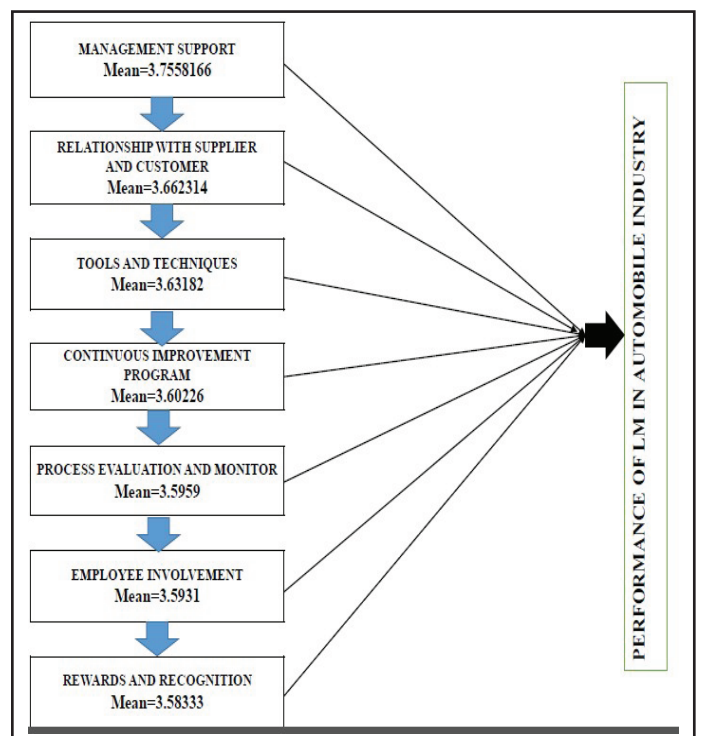 MANAGEMENT SUPPORT
Mean=3.7558166
RELATIONSHIP WITH SUPPLIER
AND CUSTOMER
Mean=3.662314
TOOLS AND TECHNIQUES
Mean=3.63182
CONTINUOUS IMPROVEMENT
PROGRAM
Mean=3.60226
PROCESS EVALUATION AND MONITOR
Mean=3.5959
EMPLOYEE INVOLVEMENT
Mean=3.5931
REWARDS AND RECOGNITION
Mean=3.58333
PERFORMANCE OF LM IN AUTOMOBILE INDUSTRY